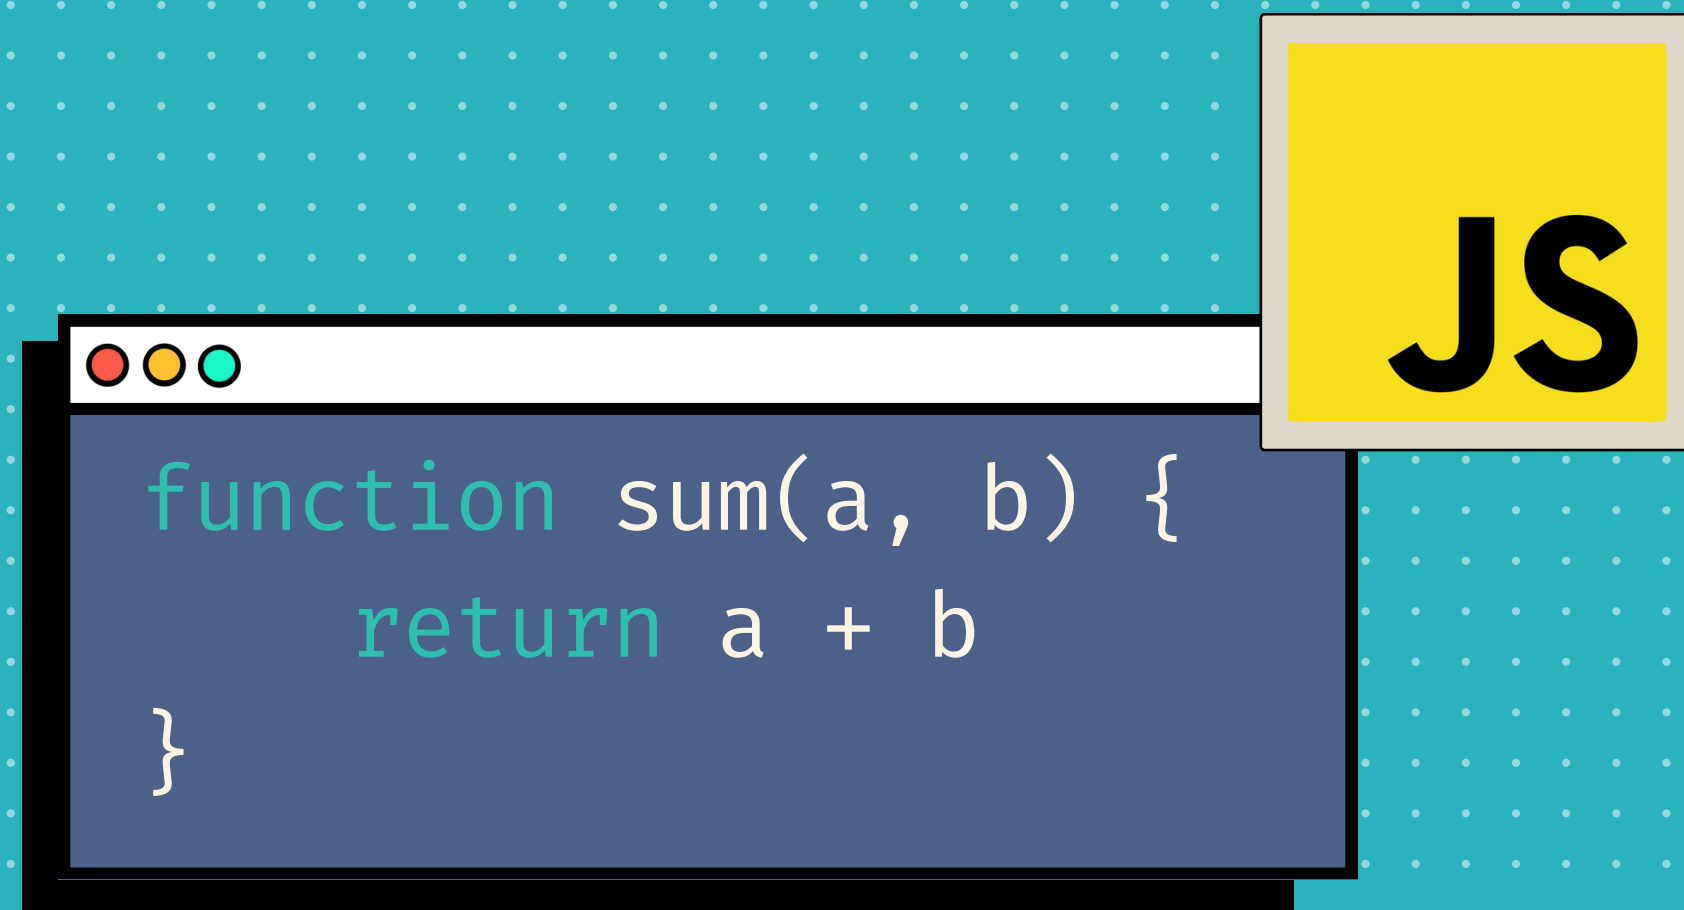 JS
function sum(a, b) {
    return a + b
}